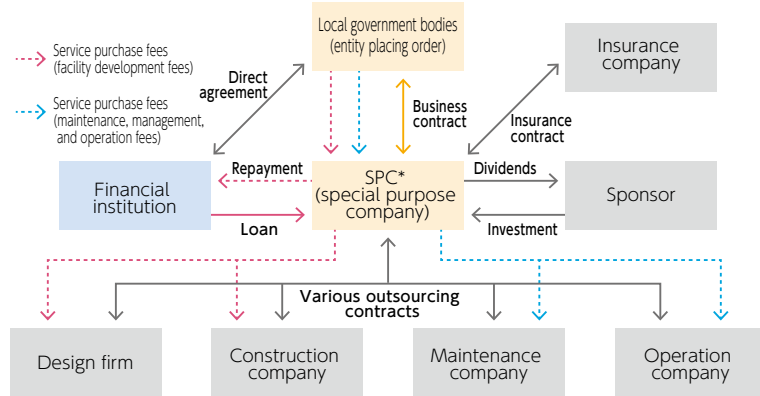 Service purchase fees
(facility development fees)
Service purchase fees
(maintenance, management,
and operation fees)
Local government bodies
(entity placing order)
Insurance
company
Direct
agreement
Business
contract
Insurance
contract
Financial
institution
Repayment
Loan
SPC*
(special purpose
company)
Dividends
Investment
Sponsor
Various outsourcing
contracts
Design firm
Construction
company
Maintenance
company
Operation
company